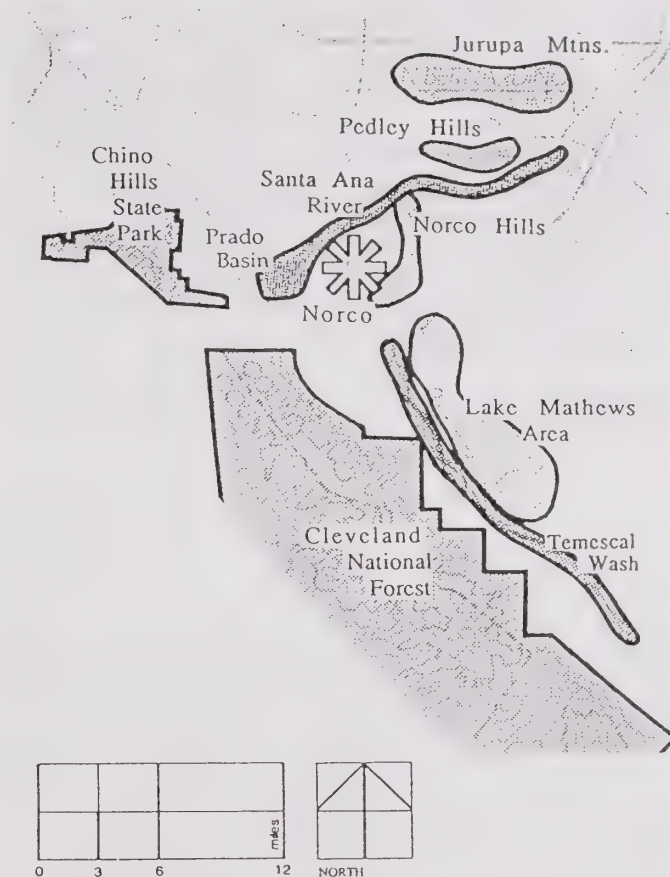 Jurupa Mtns.
Pedley Hills
Chino
Hills
State
Park
Santa Ana
River
Norco Hills
Prado
Basin
Norco
Lake Mathews
Area
Cleveland
National
Forest
Temescal
Wash
miles
0 3 6 12
NORTH